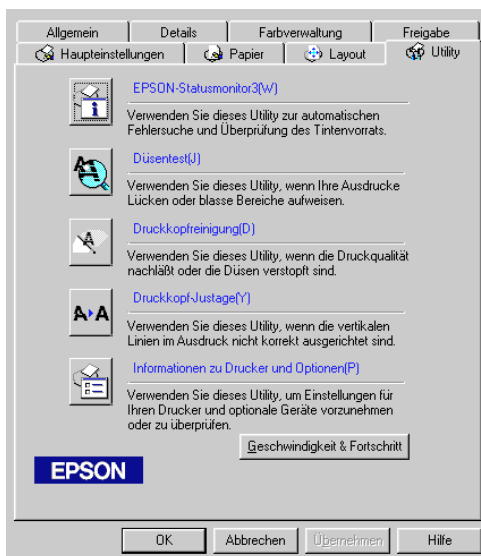 Allgemein Details Farbverwaltung Freigabe
Haupteinstellungen Papier Layout Utility
EPSON-Statusmonitor3(W)
Verwenden Sie dieses Utility zur automatischen
Fehlersuche und Überprüfung des Tintenvorrats.
Düsentest(J)
Verwenden Sie dieses Utility, wenn Ihre Ausdrucke
Lücken oder blasse Bereiche aufweisen.
Druckkopfreinigung(D)
Verwenden Sie dieses Utility, wenn die Druckqualität
nachläßt oder die Düsen verstopft sind.
Druckkopf-Justage(Y)
Verwenden Sie dieses Utility, wenn die vertikalen
Linien im Ausdruck nicht korrekt ausgerichtet sind.
Informationen zu Drucker und Optionen(P)
Verwenden Sie dieses Utility, um Einstellungen für
Ihren Drucker und optionale Geräte vorzunehmen
oder zu überprüfen.
Geschwindigkeit & Fortschritt
EPSON
OK Abbrechen Übernehmen Hilfe